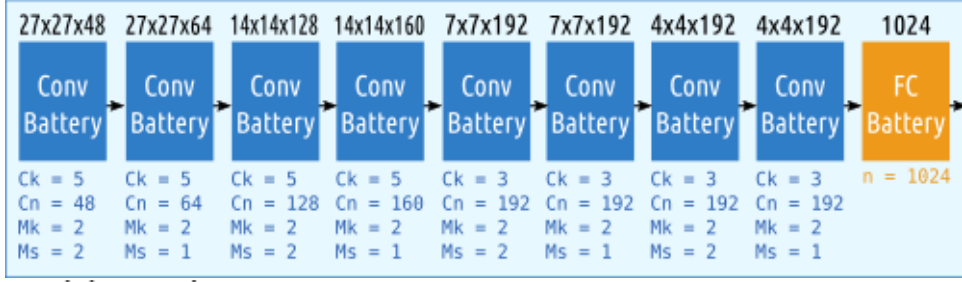 27x27x48 27x27x64 14x14x128 14x14x160 7x7x192 7x7x192 4x4x192 4x4x192 1024
Conv Conv Conv Conv Conv Conv Conv Conv FC
Battery Battery Battery Battery Battery Battery Battery Battery Battery
Ck = 5 Ck = 5 Ck = 5 Ck = 5 Ck = 3 Ck = 3 Ck = 3 Ck = 3 n = 1024
Cn = 48 Cn = 64 Cn = 128 Cn = 160 Cn = 192 Cn = 192 Cn = 192 Cn = 192
Mk = 2 Mk = 2 Mk = 2 Mk = 2 Mk = 2 Mk = 2 Mk = 2 Mk = 2
Ms = 2 Ms = 1 Ms = 2 Ms = 1 Ms = 2 Ms = 1 Ms = 2 Ms = 1